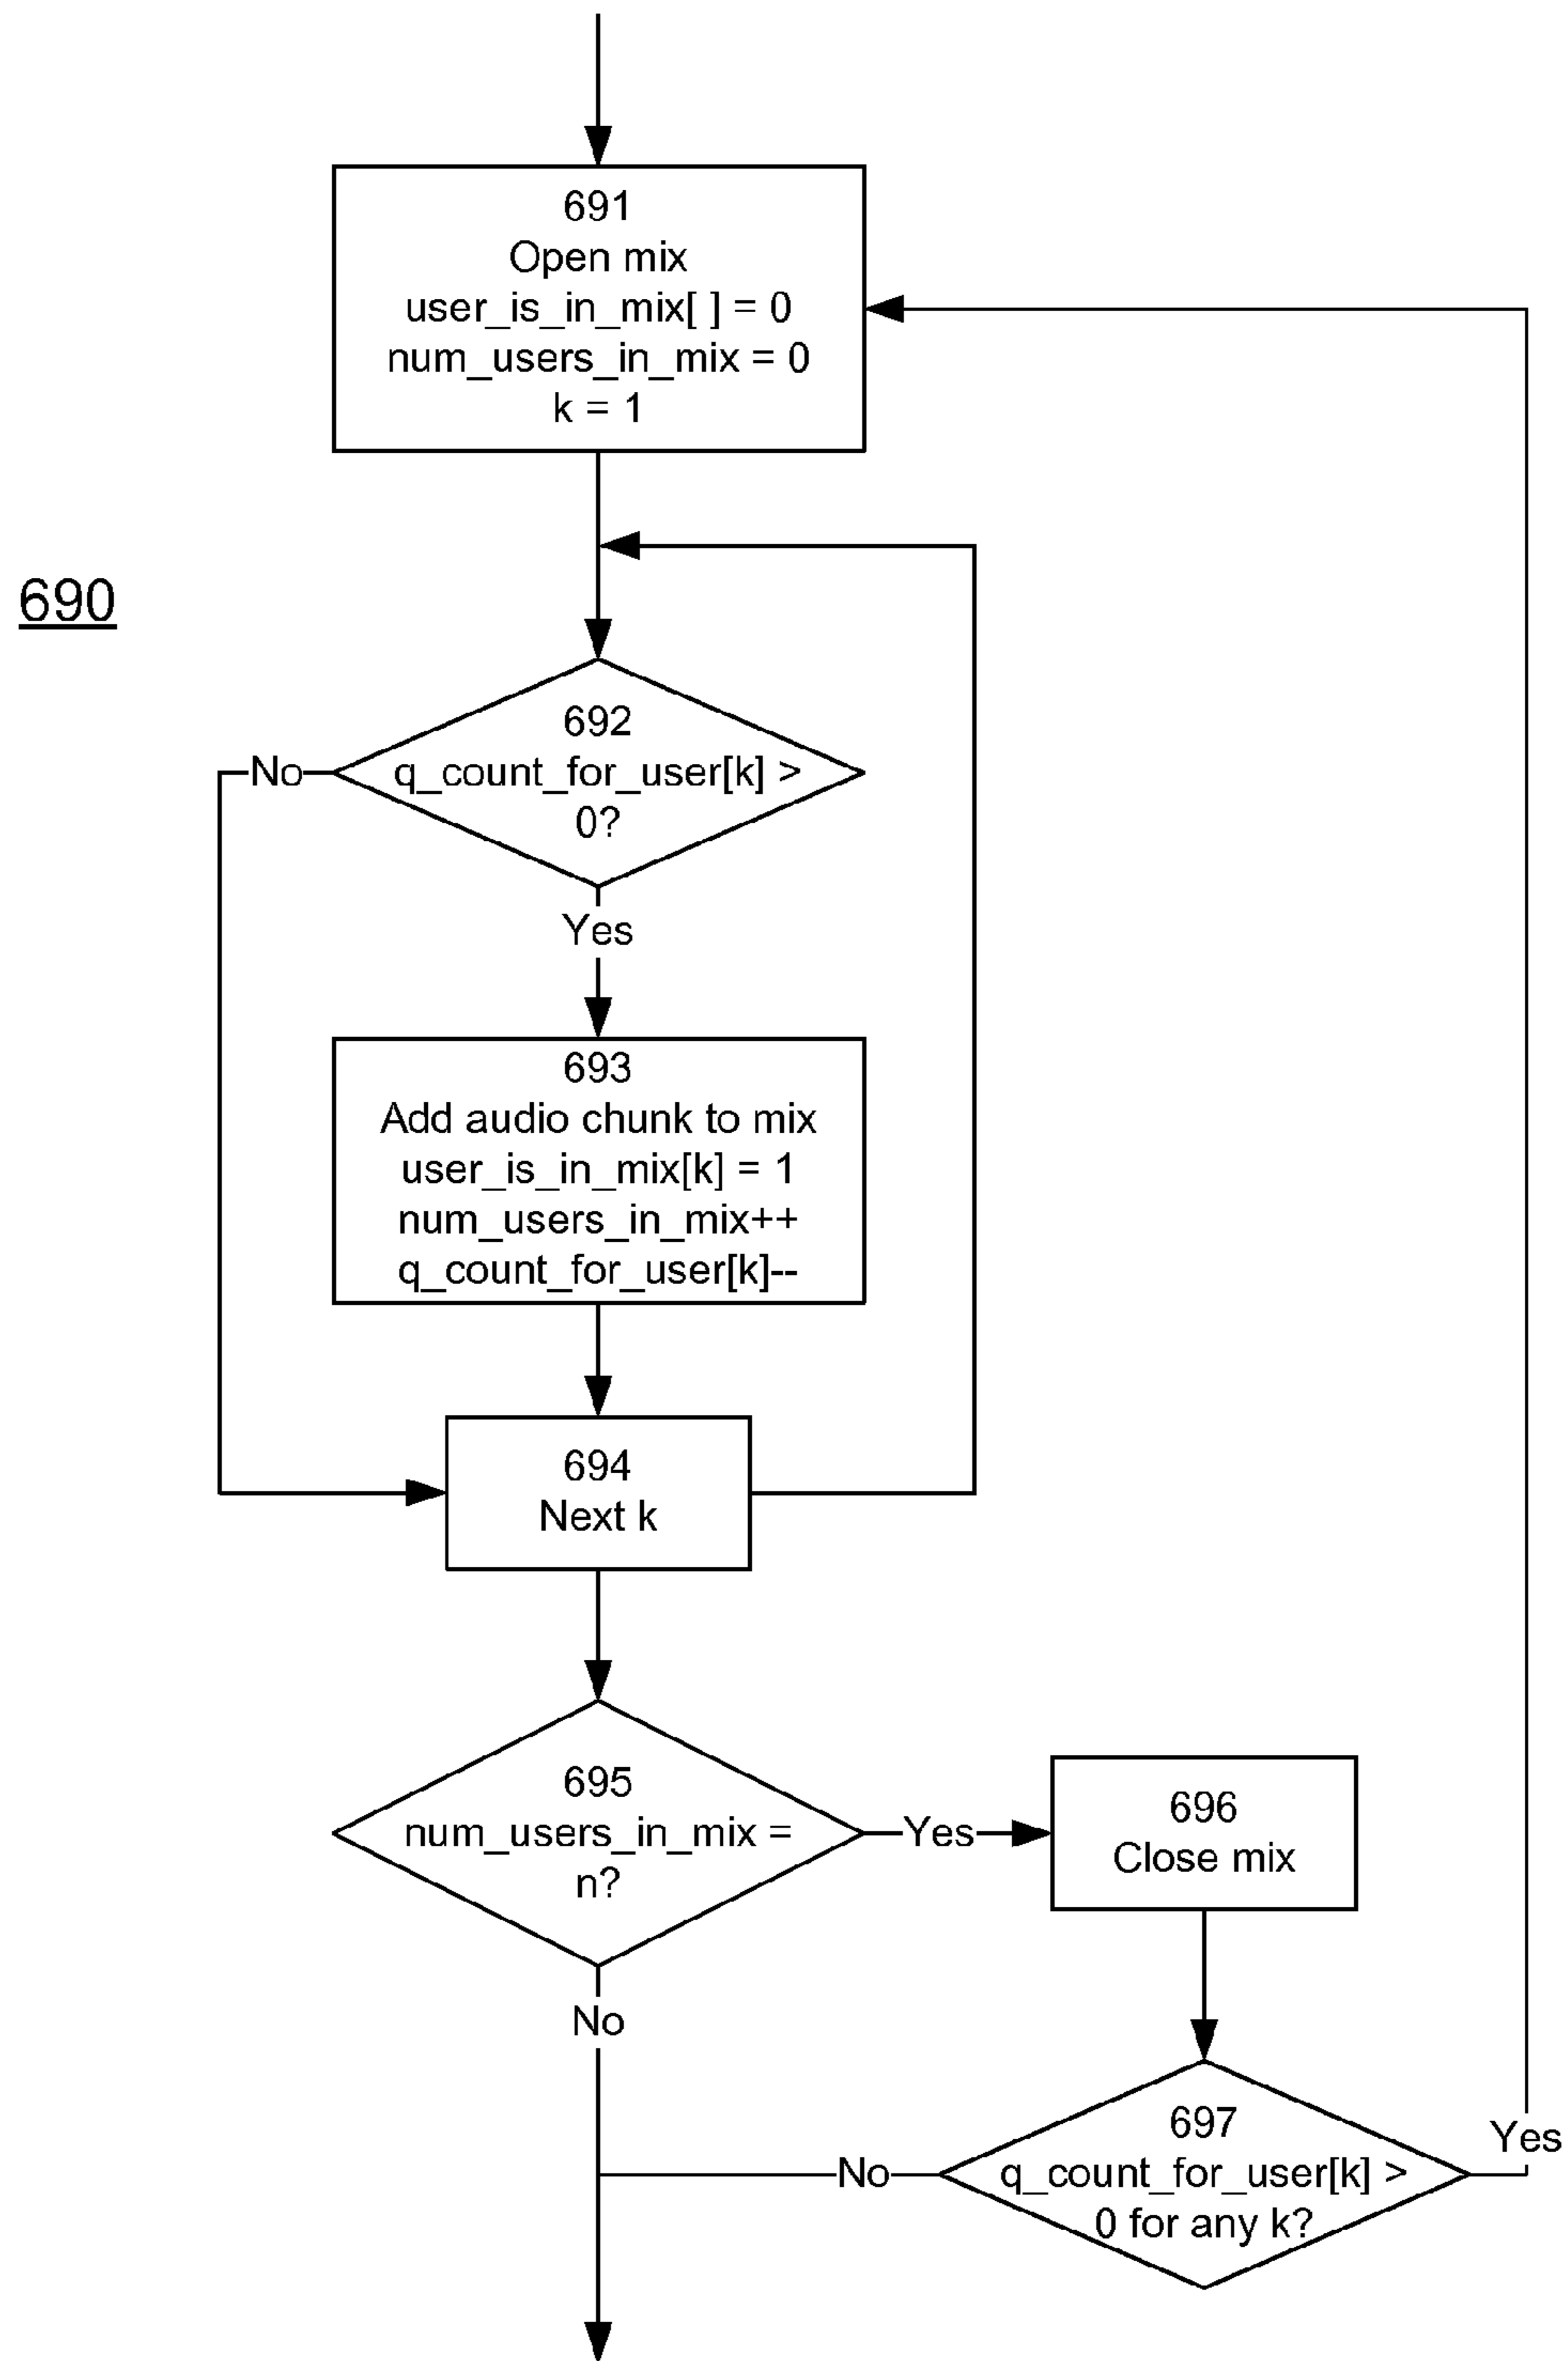 691
Open mix
user_is_in_mix[ ] = 0
num_users_in_mix = 0
k = 1
690
692
q_count_for_user[k] >
0?
No
Yes
693
Add audio chunk to mix
user_is_in_mix[k] = 1
num_users_in_mix++
q_count_for_user[k]--
694
Next k
695
num_users_in_mix =
n?
Yes
696
Close mix
No
697
q_count_for_user[k] >
0 for any k?
No
Yes